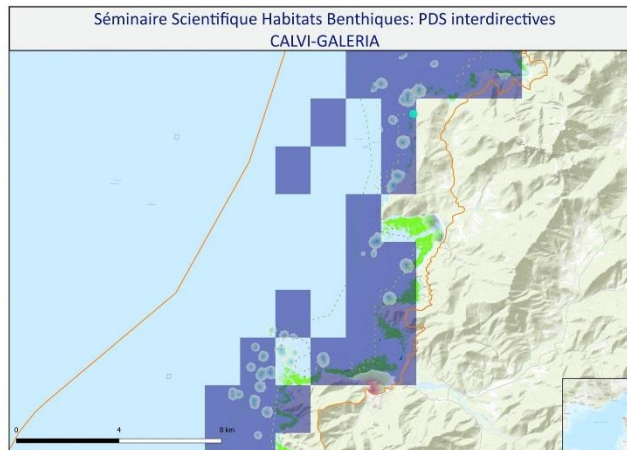 Séminaire Scientifique Habitats Benthiques: PDS interdirectives
CALVI-GALERIA
0 4 8 km